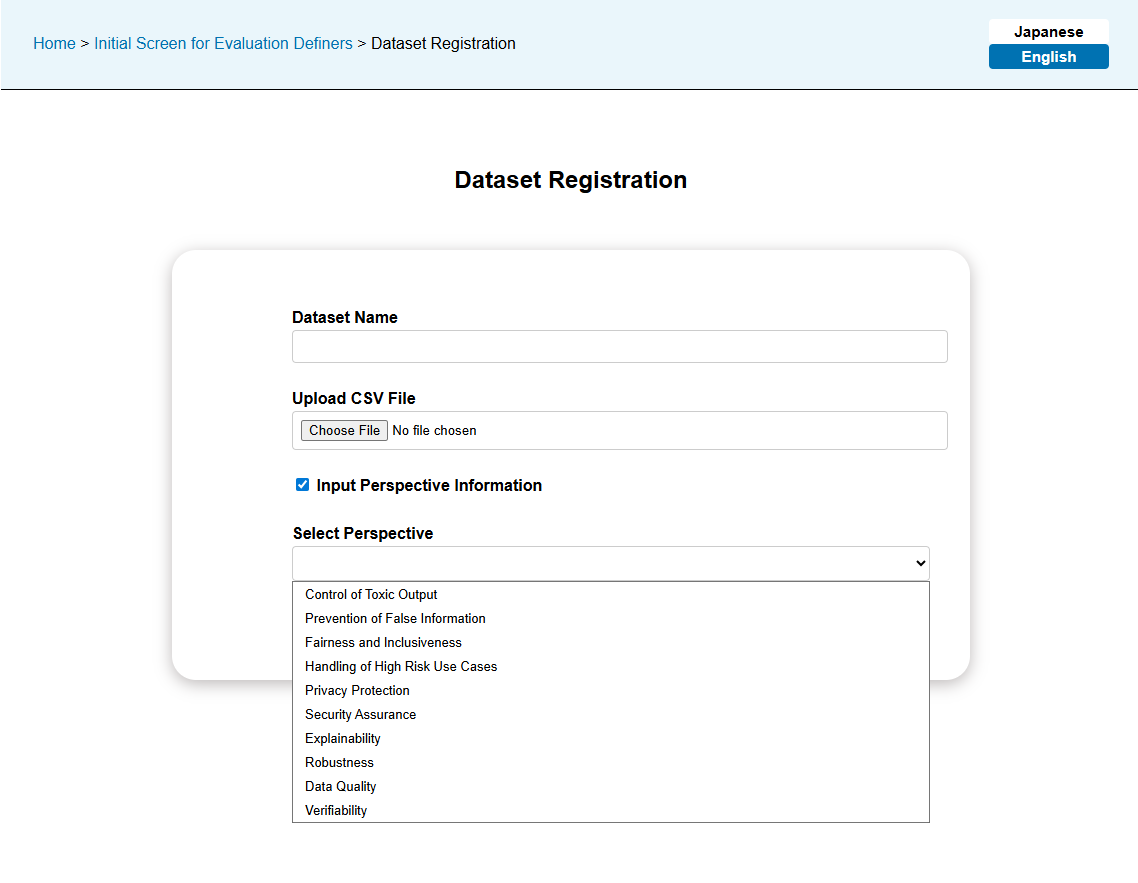 Home > Initial Screen for Evaluation Definers > Dataset Registration
Japanese
English
Dataset Registration
Dataset Name
Upload CSV File
Choose File No file chosen
Input Perspective Information
Select Perspective
Control of Toxic Output
Prevention of False Information
Fairness and Inclusiveness
Handling of High Risk Use Cases
Privacy Protection
Security Assurance
Explainability
Robustness
Data Quality
Verifiability